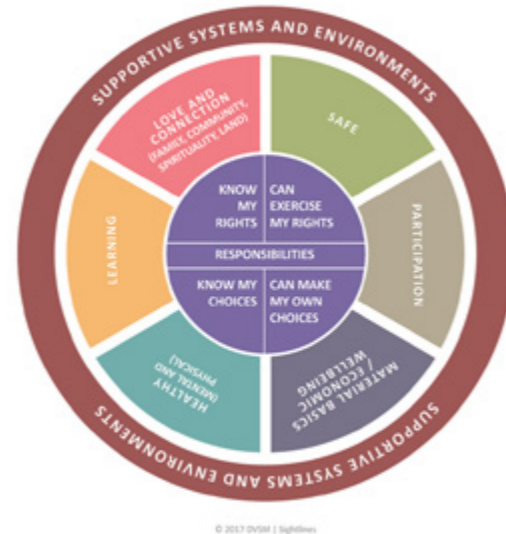 SUPPORTIVE SYSTEMS AND ENVIRONMENTS
LOVE AND
CONNECTION
(FAMILY, COMMUNITY,
SPIRITUALITY, LAND)
SAFE
PARTICIPATION
MATERIAL BASICS
/ ECONOMIC
WELLBEING
HEALTHY
(MENTAL AND
PHYSICAL)
LEARNING
KNOW
MY
RIGHTS
CAN
EXERCISE
MY RIGHTS
RESPONSIBILITIES
KNOW MY
CHOICES
CAN MAKE
MY OWN
CHOICES
SUPPORTIVE SYSTEMS AND ENVIRONMENTS
© 2017 DVSM | Sightlines